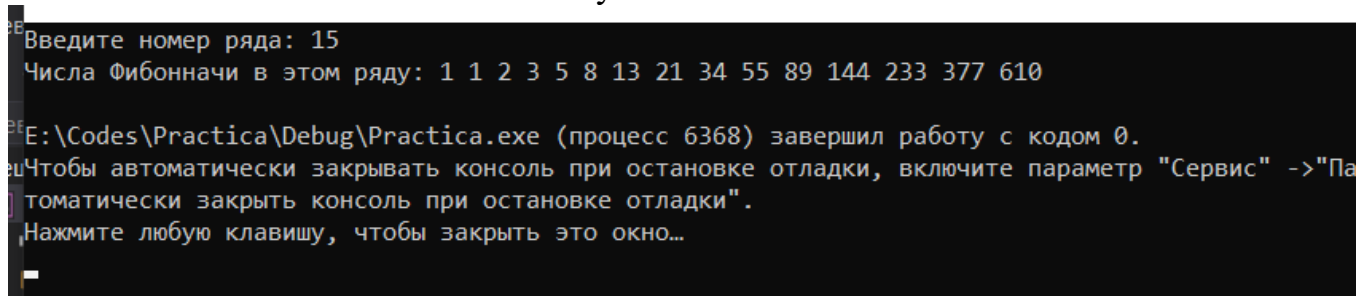 Введите номер ряда: 15
Числа Фибонначи в этом ряду: 1 1 2 3 5 8 13 21 34 55 89 144 233 377 610
E:\Codes\Practica\Debug\Practica.exe (процесс 6368) завершил работу с кодом 0.
Чтобы автоматически закрывать консоль при остановке отладки, включите параметр "Сервис" ->"Па
томатически закрыть консоль при остановке отладки".
Нажмите любую клавишу, чтобы закрыть это окно…